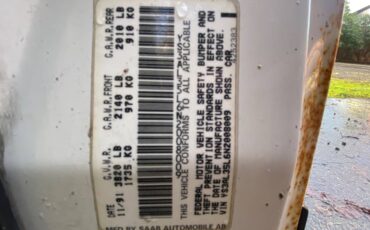 MFD BY SAAB AUTOMOBILE AB
DATE G.V.W.R. G.A.W.R.FRONT G.A.W.R.REAR
11/91 3820 LB 2140 LB 2010 LB
1735 KG 970 KG 910 KG
THIS VEHICLE CONFORMS TO ALL APPLICABLE
FEDERAL MOTOR VEHICLE SAFETY BUMPER AND
THEFT PREVENTION STANDARDS IN EFFECT ON
THE DATE OF MANUFACTURE SHOWN ABOVE.
PASS. CAR